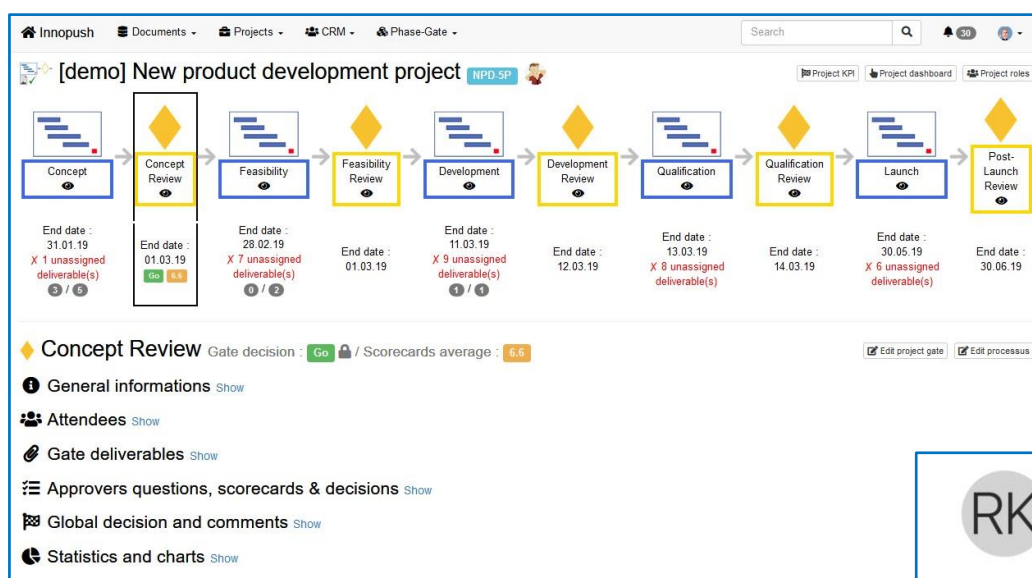 Innopush Documents Projects CRM Phase-Gate Search 30
[demo] New product development project NPD-5P Project KPI Project dashboard Project roles
Concept
Concept
Review
Feasibility
Feasibility
Review
Development
Development
Review
Qualification
Qualification
Review
Launch
Post-
Launch
Review
End date :
31.01.19
✗ 1 unassigned
deliverable(s)
3 / 5
End date :
01.03.19
Go 6.6
End date :
28.02.19
✗ 7 unassigned
deliverable(s)
0 / 2
End date :
01.03.19
End date :
11.03.19
✗ 9 unassigned
deliverable(s)
1 / 1
End date :
12.03.19
End date :
13.03.19
✗ 8 unassigned
deliverable(s)
End date :
14.03.19
End date :
30.05.19
✗ 6 unassigned
deliverable(s)
End date :
30.06.19
Concept Review Gate decision : Go / Scorecards average : 6.6 Edit project gate Edit processus
General informations Show
Attendees Show
Gate deliverables Show
Approvers questions, scorecards & decisions Show
Global decision and comments Show
Statistics and charts Show
RK